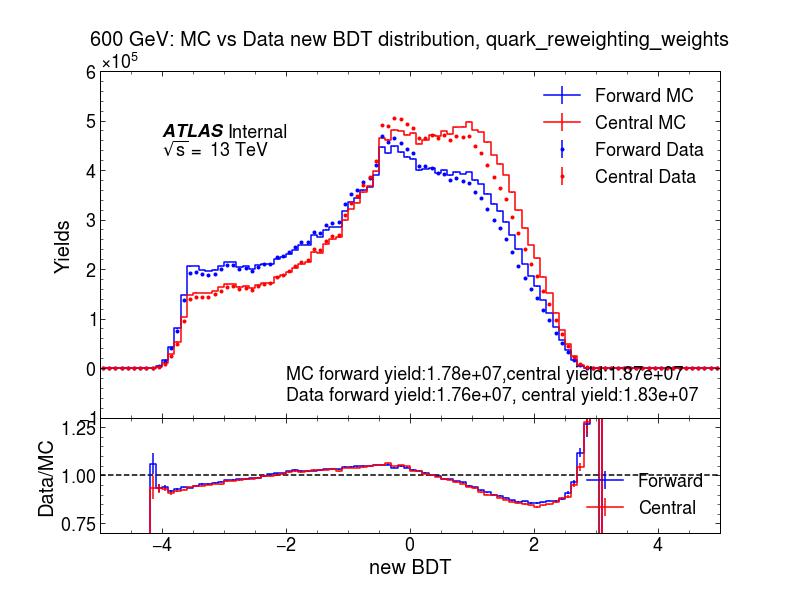 600 GeV: MC vs Data new BDT distribution, quark_reweighting_weights
×10⁵
6
5
4
3
2
1
0
−1
Yields
ATLAS Internal
√s = 13 TeV
Forward MC
Central MC
Forward Data
Central Data
MC forward yield:1.78e+07,central yield:1.87e+07
Data forward yield:1.76e+07, central yield:1.83e+07
1.25
1.00
0.75
Data/MC
Forward
Central
−4 −2 0 2 4
new BDT